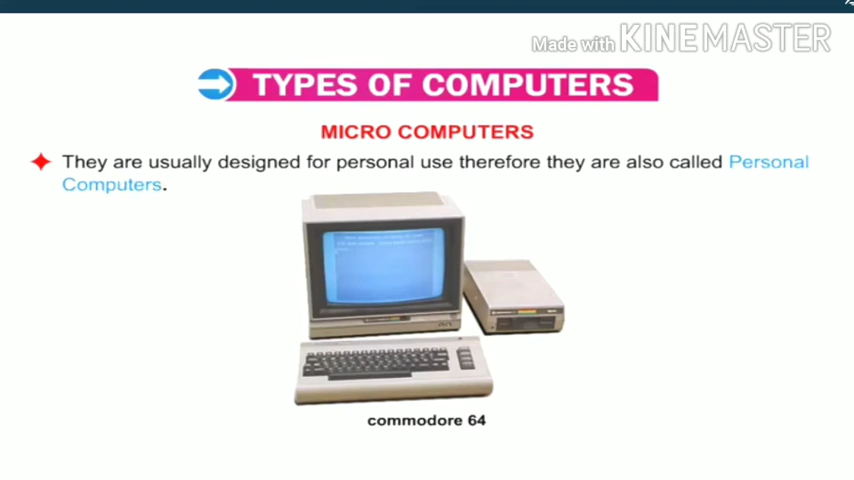 Made with KINEMASTER
TYPES OF COMPUTERS
MICRO COMPUTERS
They are usually designed for personal use therefore they are also called Personal
Computers.
commodore 64